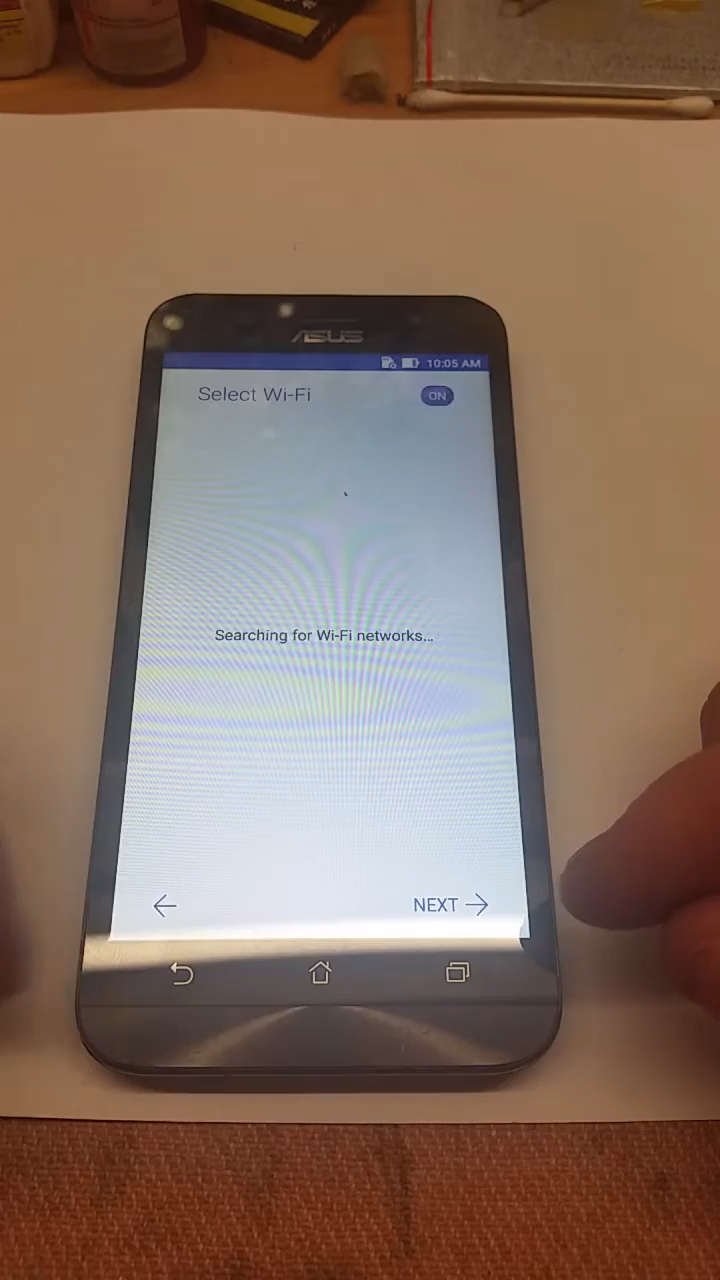 ASUS
10:05 AM
Select Wi-Fi
ON
Searching for Wi-Fi networks...
NEXT